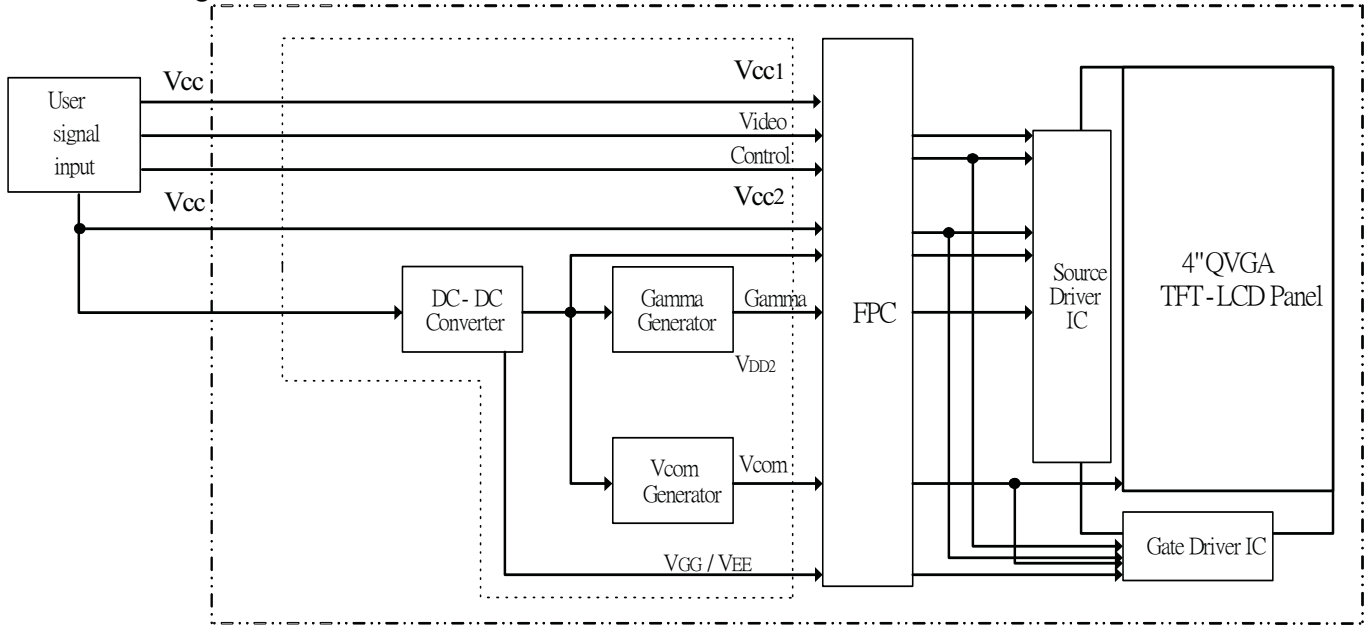 Vcc
Vcc1
User
signal
input
Video
Control
Vcc
Vcc2
DC - DC
Converter
Gamma
Generator
Gamma
VDD2
FPC
Source
Driver
IC
4"QVGA
TFT - LCD Panel
Vcom
Generator
Vcom
VGG / VEE
Gate Driver IC